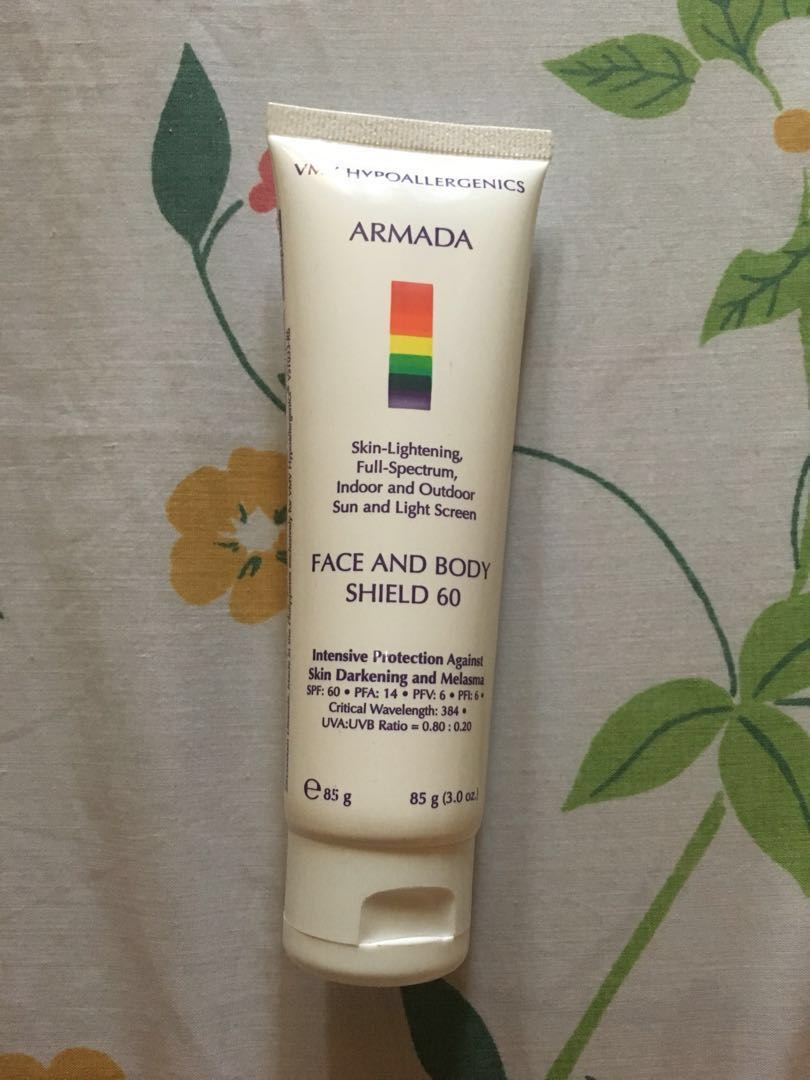 HYPOALLERGENICS
ARMADA
Skin-Lightening,
Full-Spectrum,
Indoor and Outdoor
Sun and Light Screen
FACE AND BODY
SHIELD 60
Intensive Protection Against
Skin Darkening and Melasma
SPF: 60 • PFA: 14 • PFV: 6 • PFI: 6 •
Critical Wavelength: 384 •
UVA:UVB Ratio = 0.80 : 0.20
℮ 85 g 85 g (3.0 oz.)